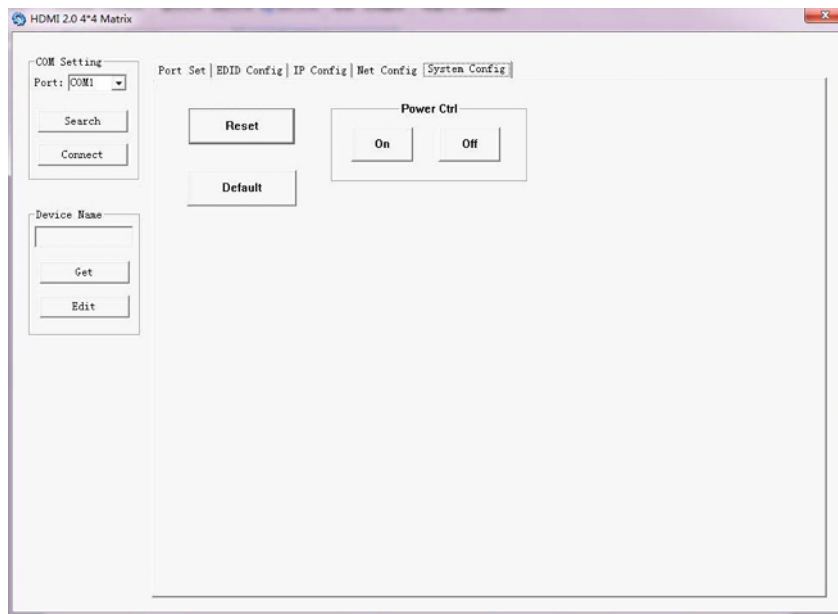 HDMI 2.0 4*4 Matrix
COM Setting
Port: COM1
Search
Connect
Device Name
Get
Edit
Port Set EDID Config IP Config Net Config System Config
Reset
Default
Power Ctrl
On Off